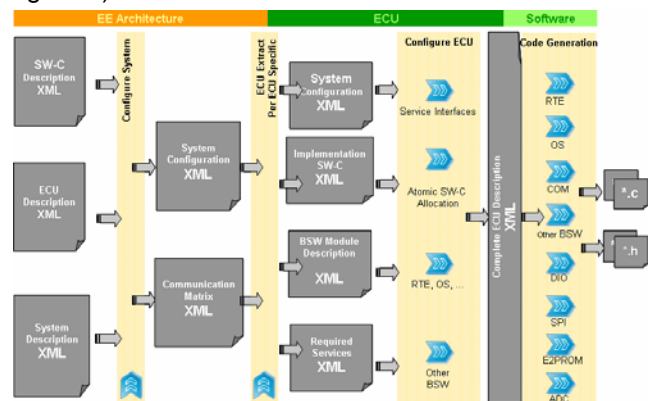 EE Architecture
ECU
Software
SW-C
Description
XML
ECU
Description
XML
System
Description
XML
Configure System
System
Configuration
XML
Communication
Matrix
XML
ECU Extract
Per ECU Specific
System
Configuration
XML
Implementation
SW-C
XML
BSW Module
Description
XML
Required
Services
XML
Configure ECU
Service Interfaces
Atomic SW-C
Allocation
RTE, OS, ...
Other
BSW
Complete ECU Description
XML
Code Generation
RTE
OS
COM
Other BSW
DIO
SPI
E2PROM
ADC
*.c
*.h